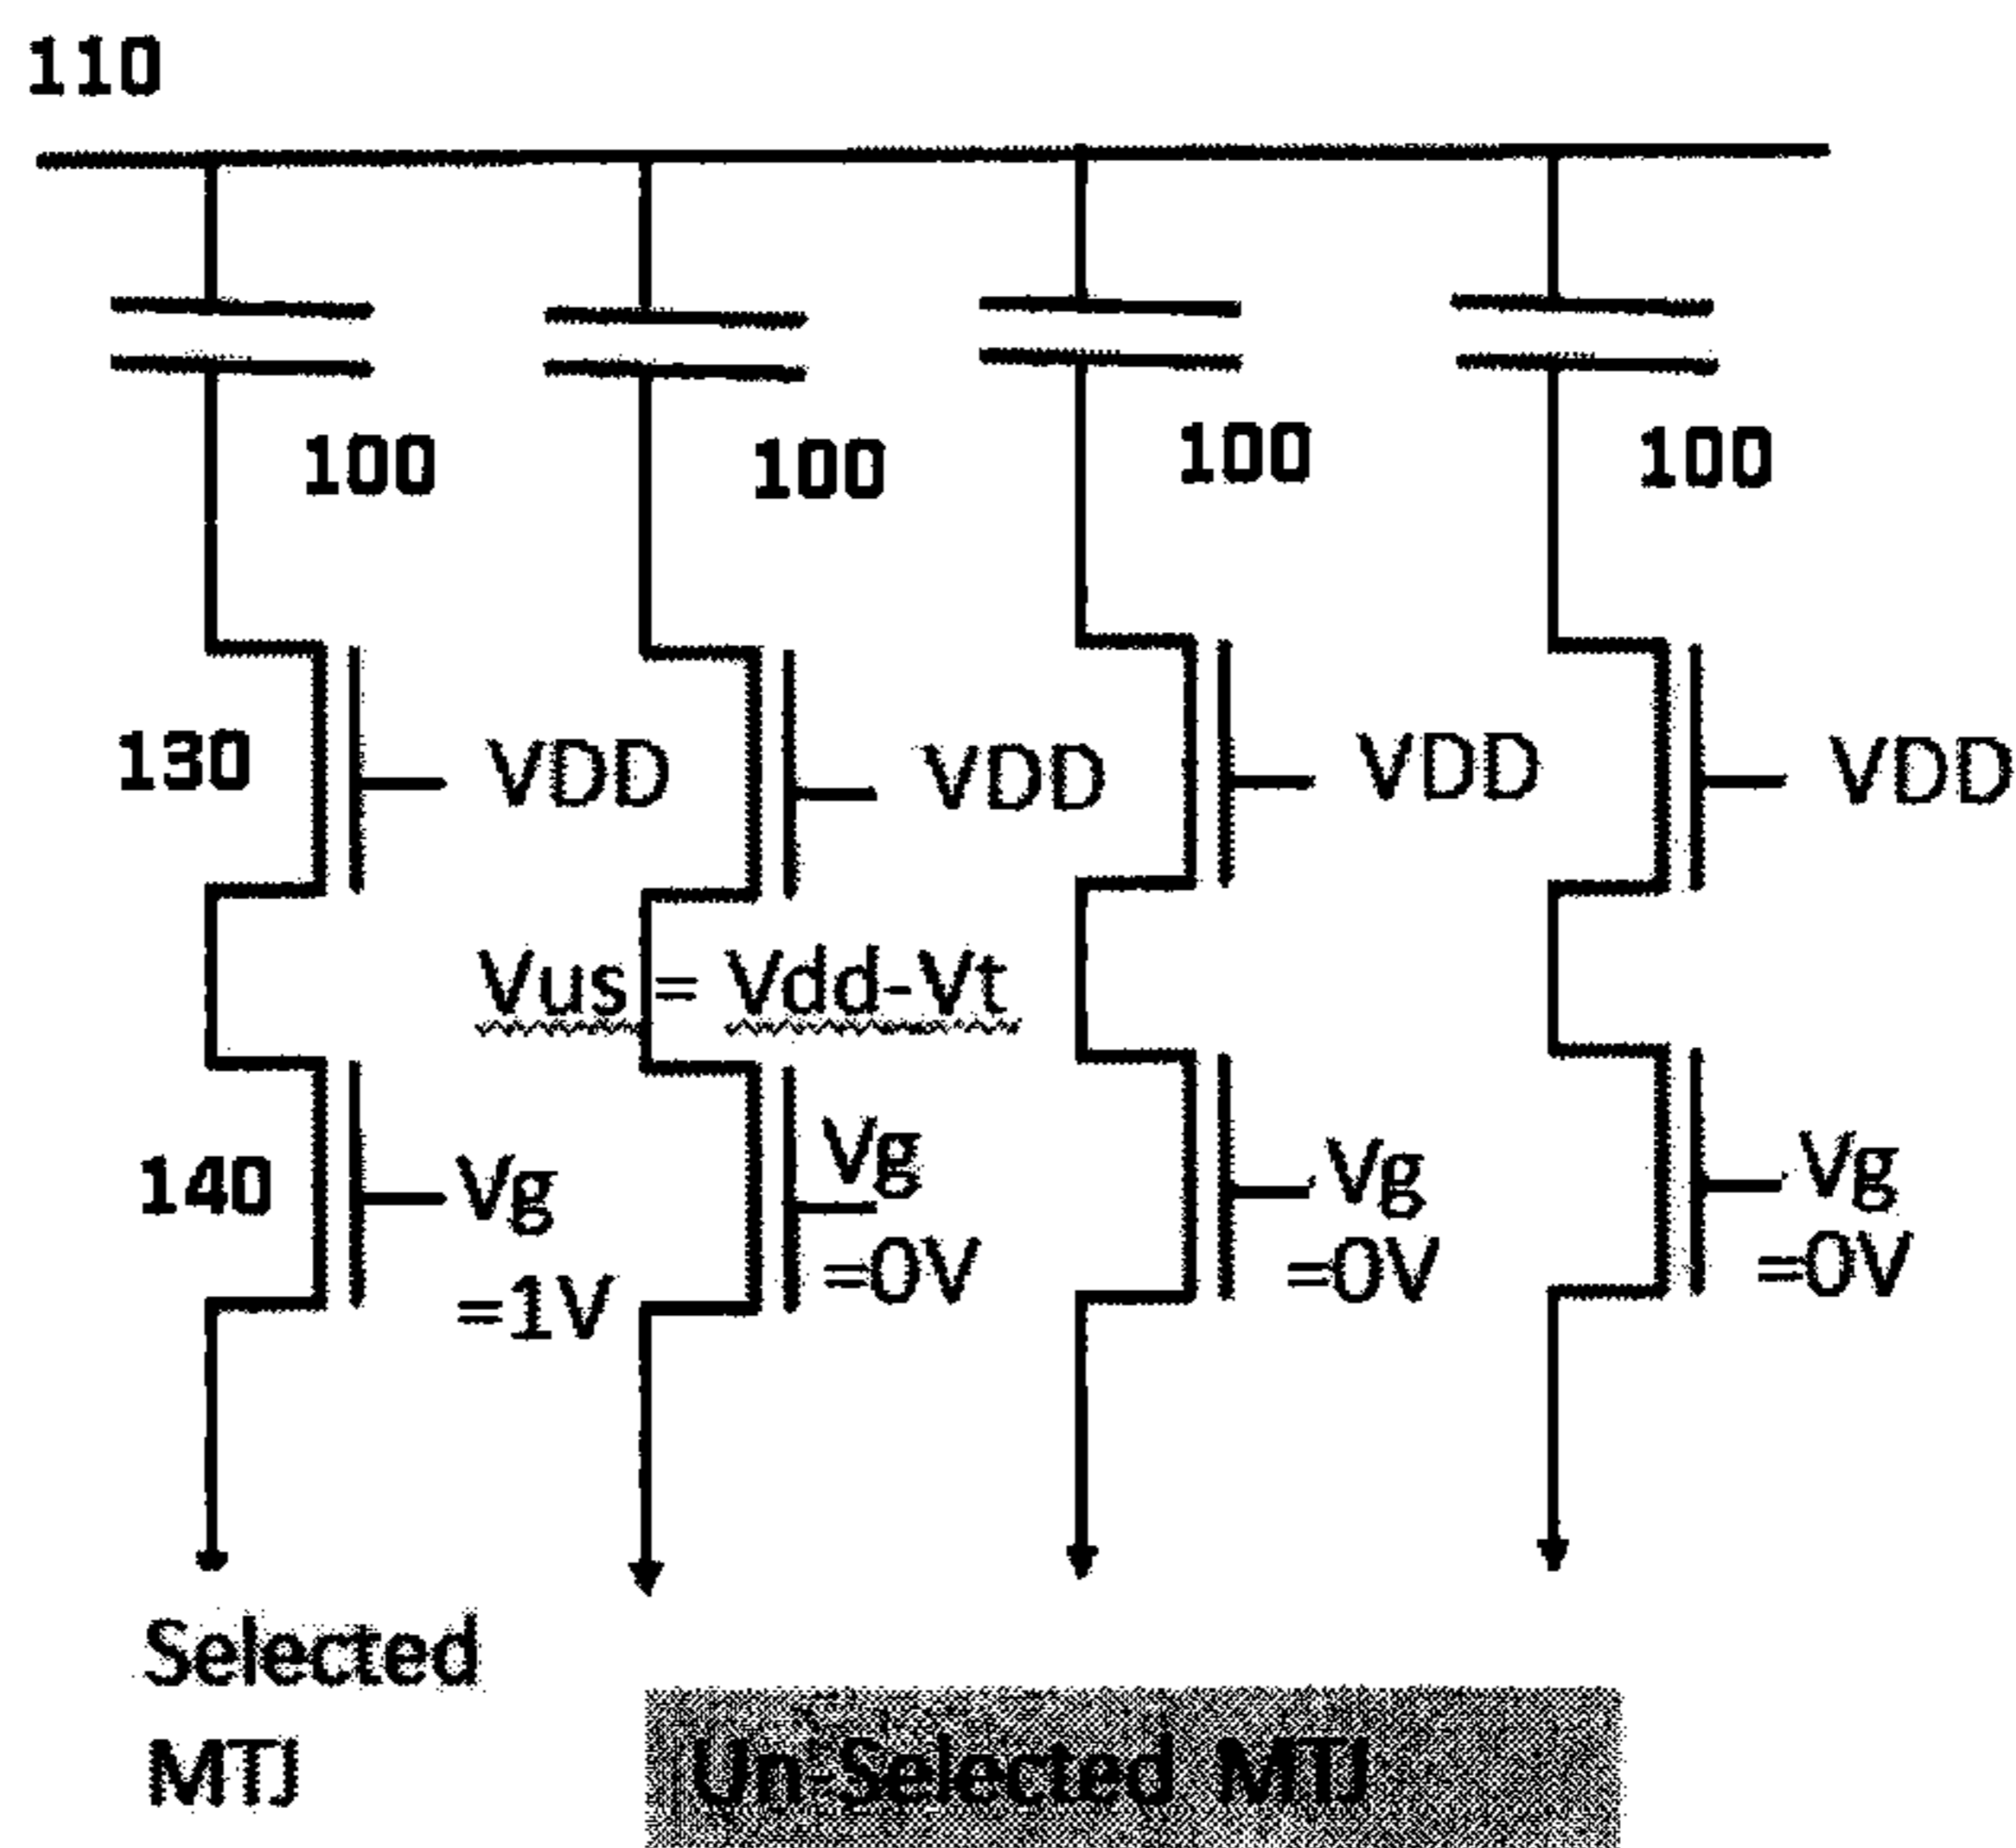 110
100 100 100 100
130 VDD VDD VDD VDD
Vus = Vdd-Vt
140 Vg =1V
Vg =0V
Vg =0V
Vg =0V
Selected
MTJ
Un-Selected MTJ